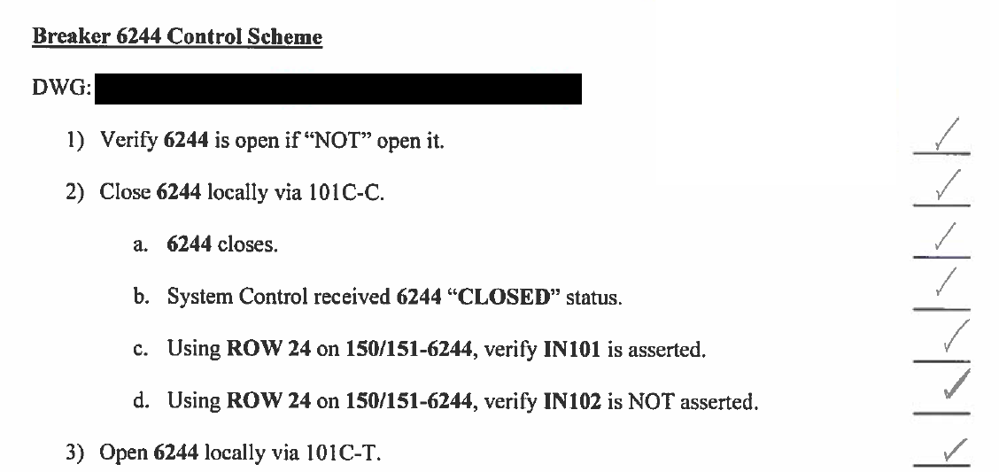 Breaker 6244 Control Scheme
DWG:
1) Verify 6244 is open if “NOT” open it. ✓
2) Close 6244 locally via 101C-C. ✓
a. 6244 closes. ✓
b. System Control received 6244 “CLOSED” status. ✓
c. Using ROW 24 on 150/151-6244, verify IN101 is asserted. ✓
d. Using ROW 24 on 150/151-6244, verify IN102 is NOT asserted. ✓
3) Open 6244 locally via 101C-T. ✓